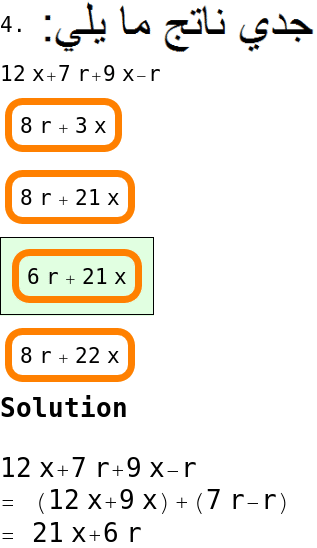 4. جدي ناتج ما يلي:
12 x+7 r+9 x−r
8 r + 3 x
8 r + 21 x
6 r + 21 x
8 r + 22 x
Solution
12 x+7 r+9 x−r
= (12 x+9 x) + (7 r−r)
= 21 x+6 r